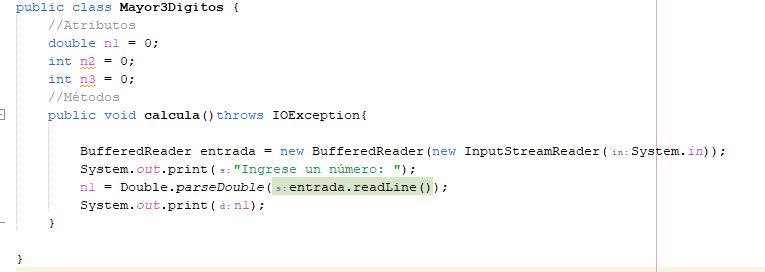 public class Mayor3Digitos {
//Atributos
double n1 = 0;
int n2 = 0;
int n3 = 0;
//Métodos
public void calcula()throws IOException{
BufferedReader entrada = new BufferedReader(new InputStreamReader(in:System.in));
System.out.print(s:"Ingrese un número: ");
n1 = Double.parseDouble(s:entrada.readLine());
System.out.print(d:n1);
}
}